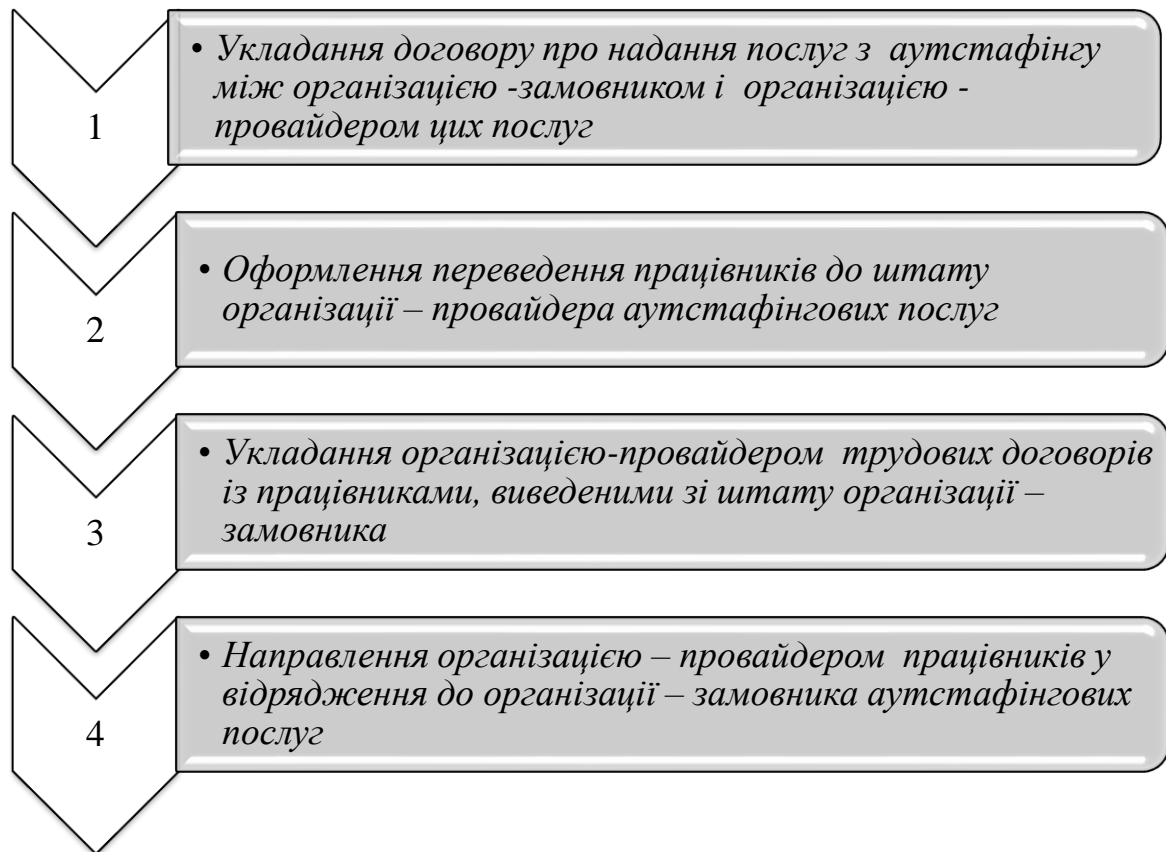 1
• Укладання договору про надання послуг з аутстафінгу
між організацією -замовником і організацією -
провайдером цих послуг
2
• Оформлення переведення працівників до штату
організації – провайдера аутстафінгових послуг
3
• Укладання організацією-провайдером трудових договорів
із працівниками, виведеними зі штату організації –
замовника
4
• Направлення організацією – провайдером працівників у
відрядження до організації – замовника аутстафінгових
послуг